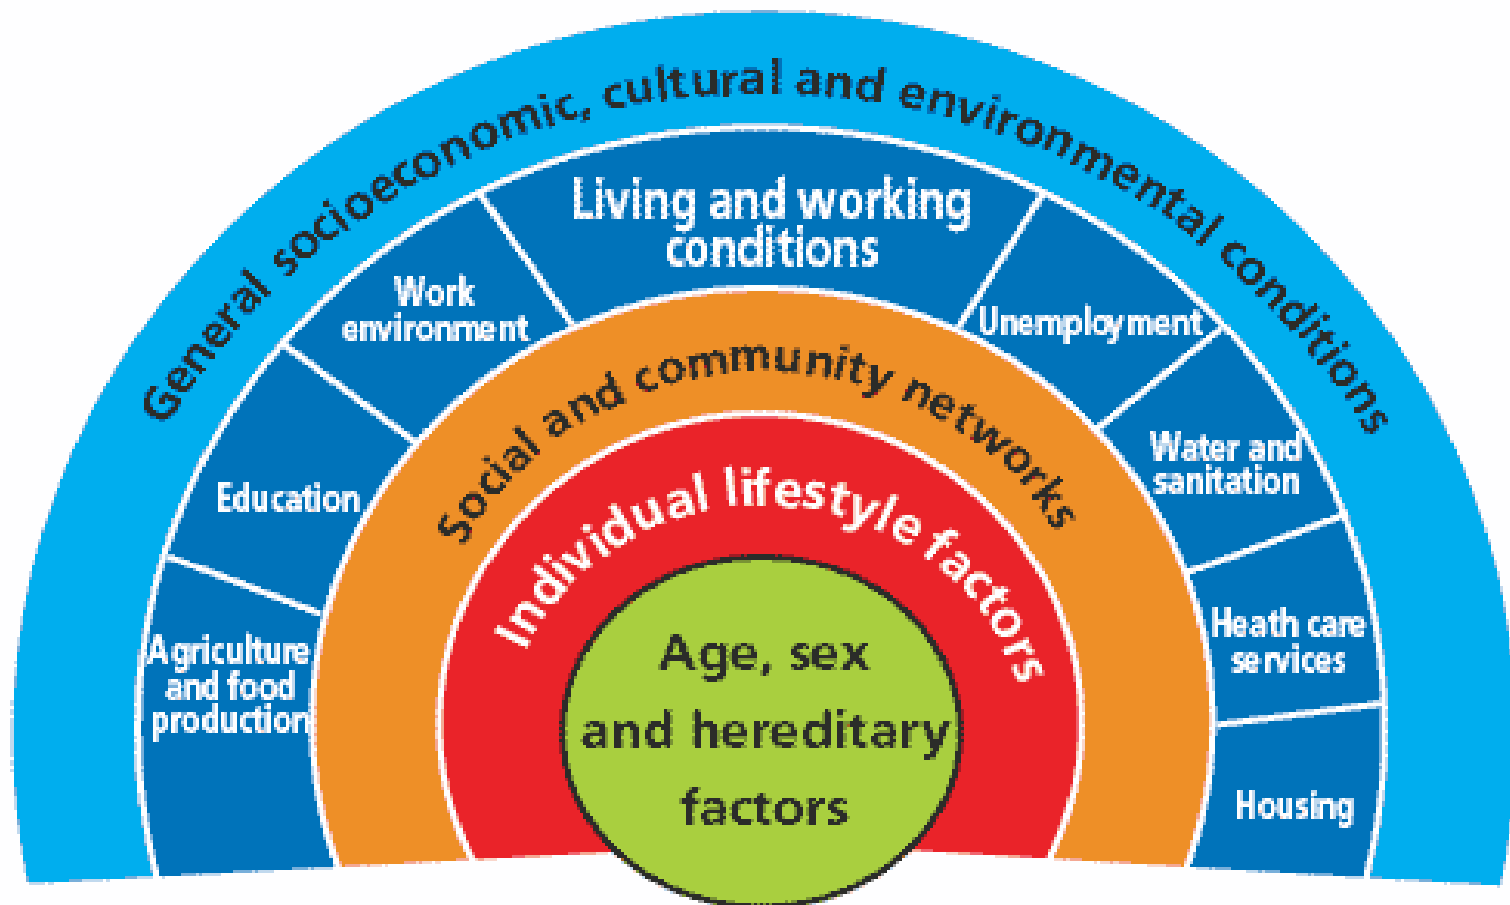 General socioeconomic, cultural and environmental conditions
Living and working
conditions
Work
environment
Unemployment
Education
Water and
sanitation
Agriculture
and food
production
Heath care
services
Housing
Social and community networks
Individual lifestyle factors
Age, sex
and hereditary
factors